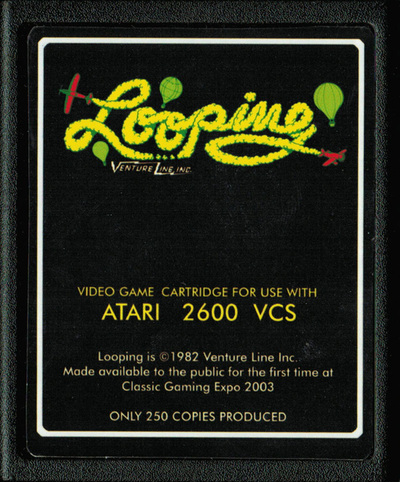 Looping
VENTURE LINE, INC.
VIDEO GAME CARTRIDGE FOR USE WITH
ATARI 2600 VCS
Looping is ©1982 Venture Line Inc.
Made available to the public for the first time at
Classic Gaming Expo 2003
ONLY 250 COPIES PRODUCED